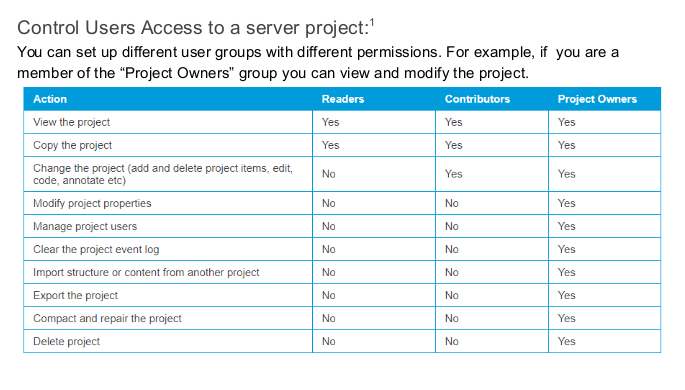 Control Users Access to a server project:1
You can set up different user groups with different permissions. For example, if  you are a
member of the “Project Owners” group you can view and modify the project.
Action Readers Contributors Project Owners
View the project Yes Yes Yes
Copy the project Yes Yes Yes
Change the project (add and delete project items, edit,
code, annotate etc) No Yes Yes
Modify project properties No No Yes
Manage project users No No Yes
Clear the project event log No No Yes
Import structure or content from another project No No Yes
Export the project No No Yes
Compact and repair the project No No Yes
Delete project No No Yes